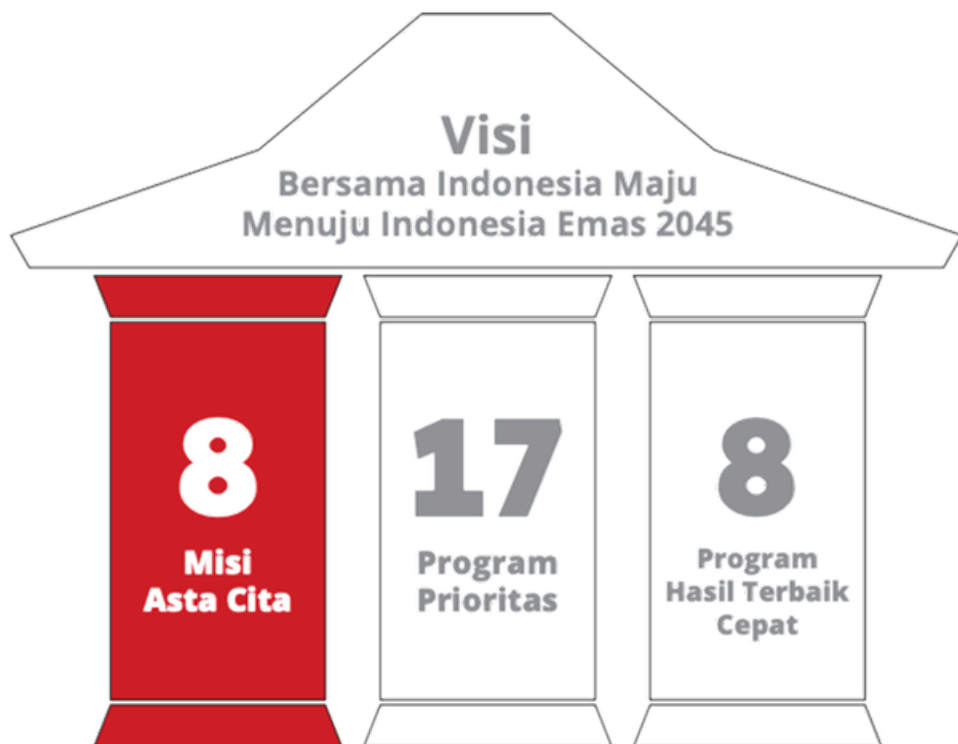 Visi
Bersama Indonesia Maju
Menuju Indonesia Emas 2045
8
Misi
Asta Cita
17
Program
Prioritas
8
Program
Hasil Terbaik
Cepat